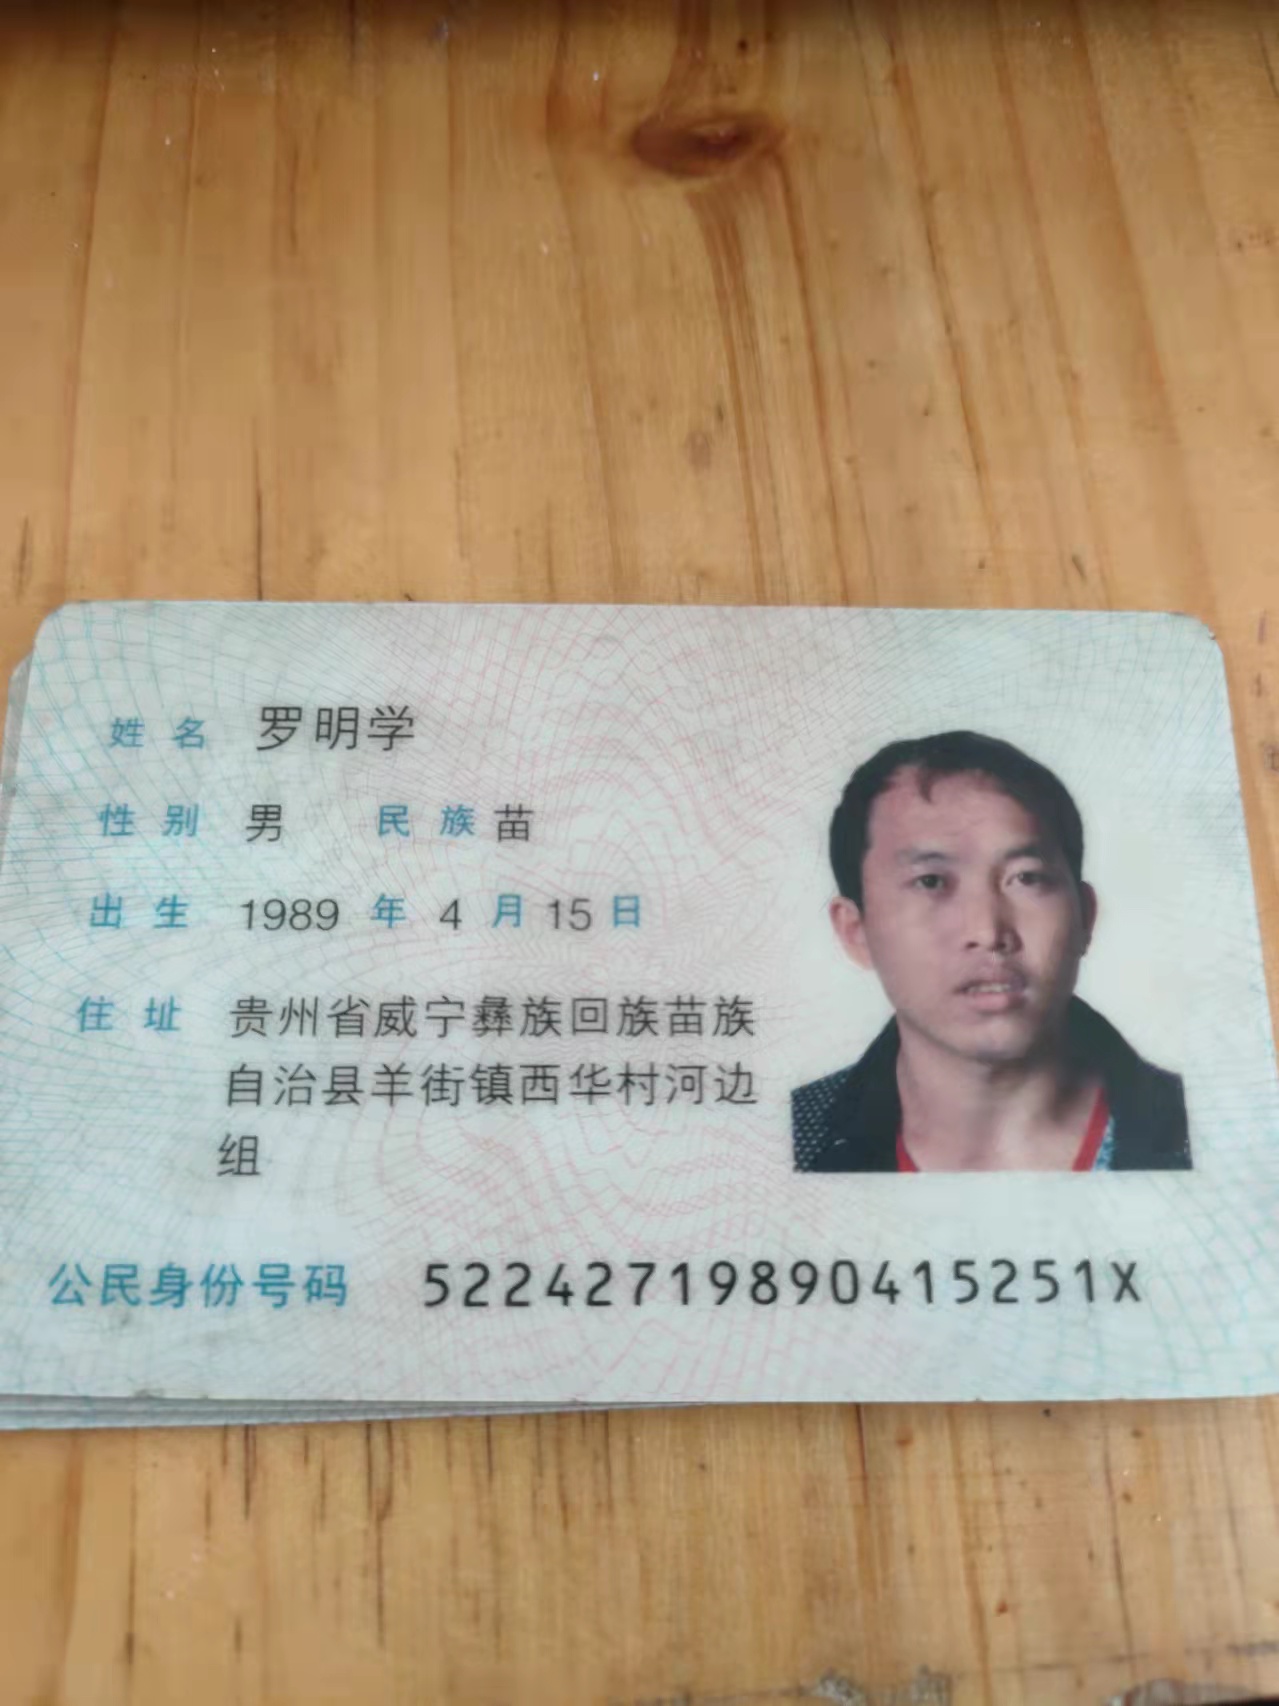 姓名 罗明学
性别 男 民族 苗
出生 1989 年 4 月 15 日
住址 贵州省威宁彝族回族苗族
自治县羊街镇西华村河边
组
公民身份号码 52242719890415251X